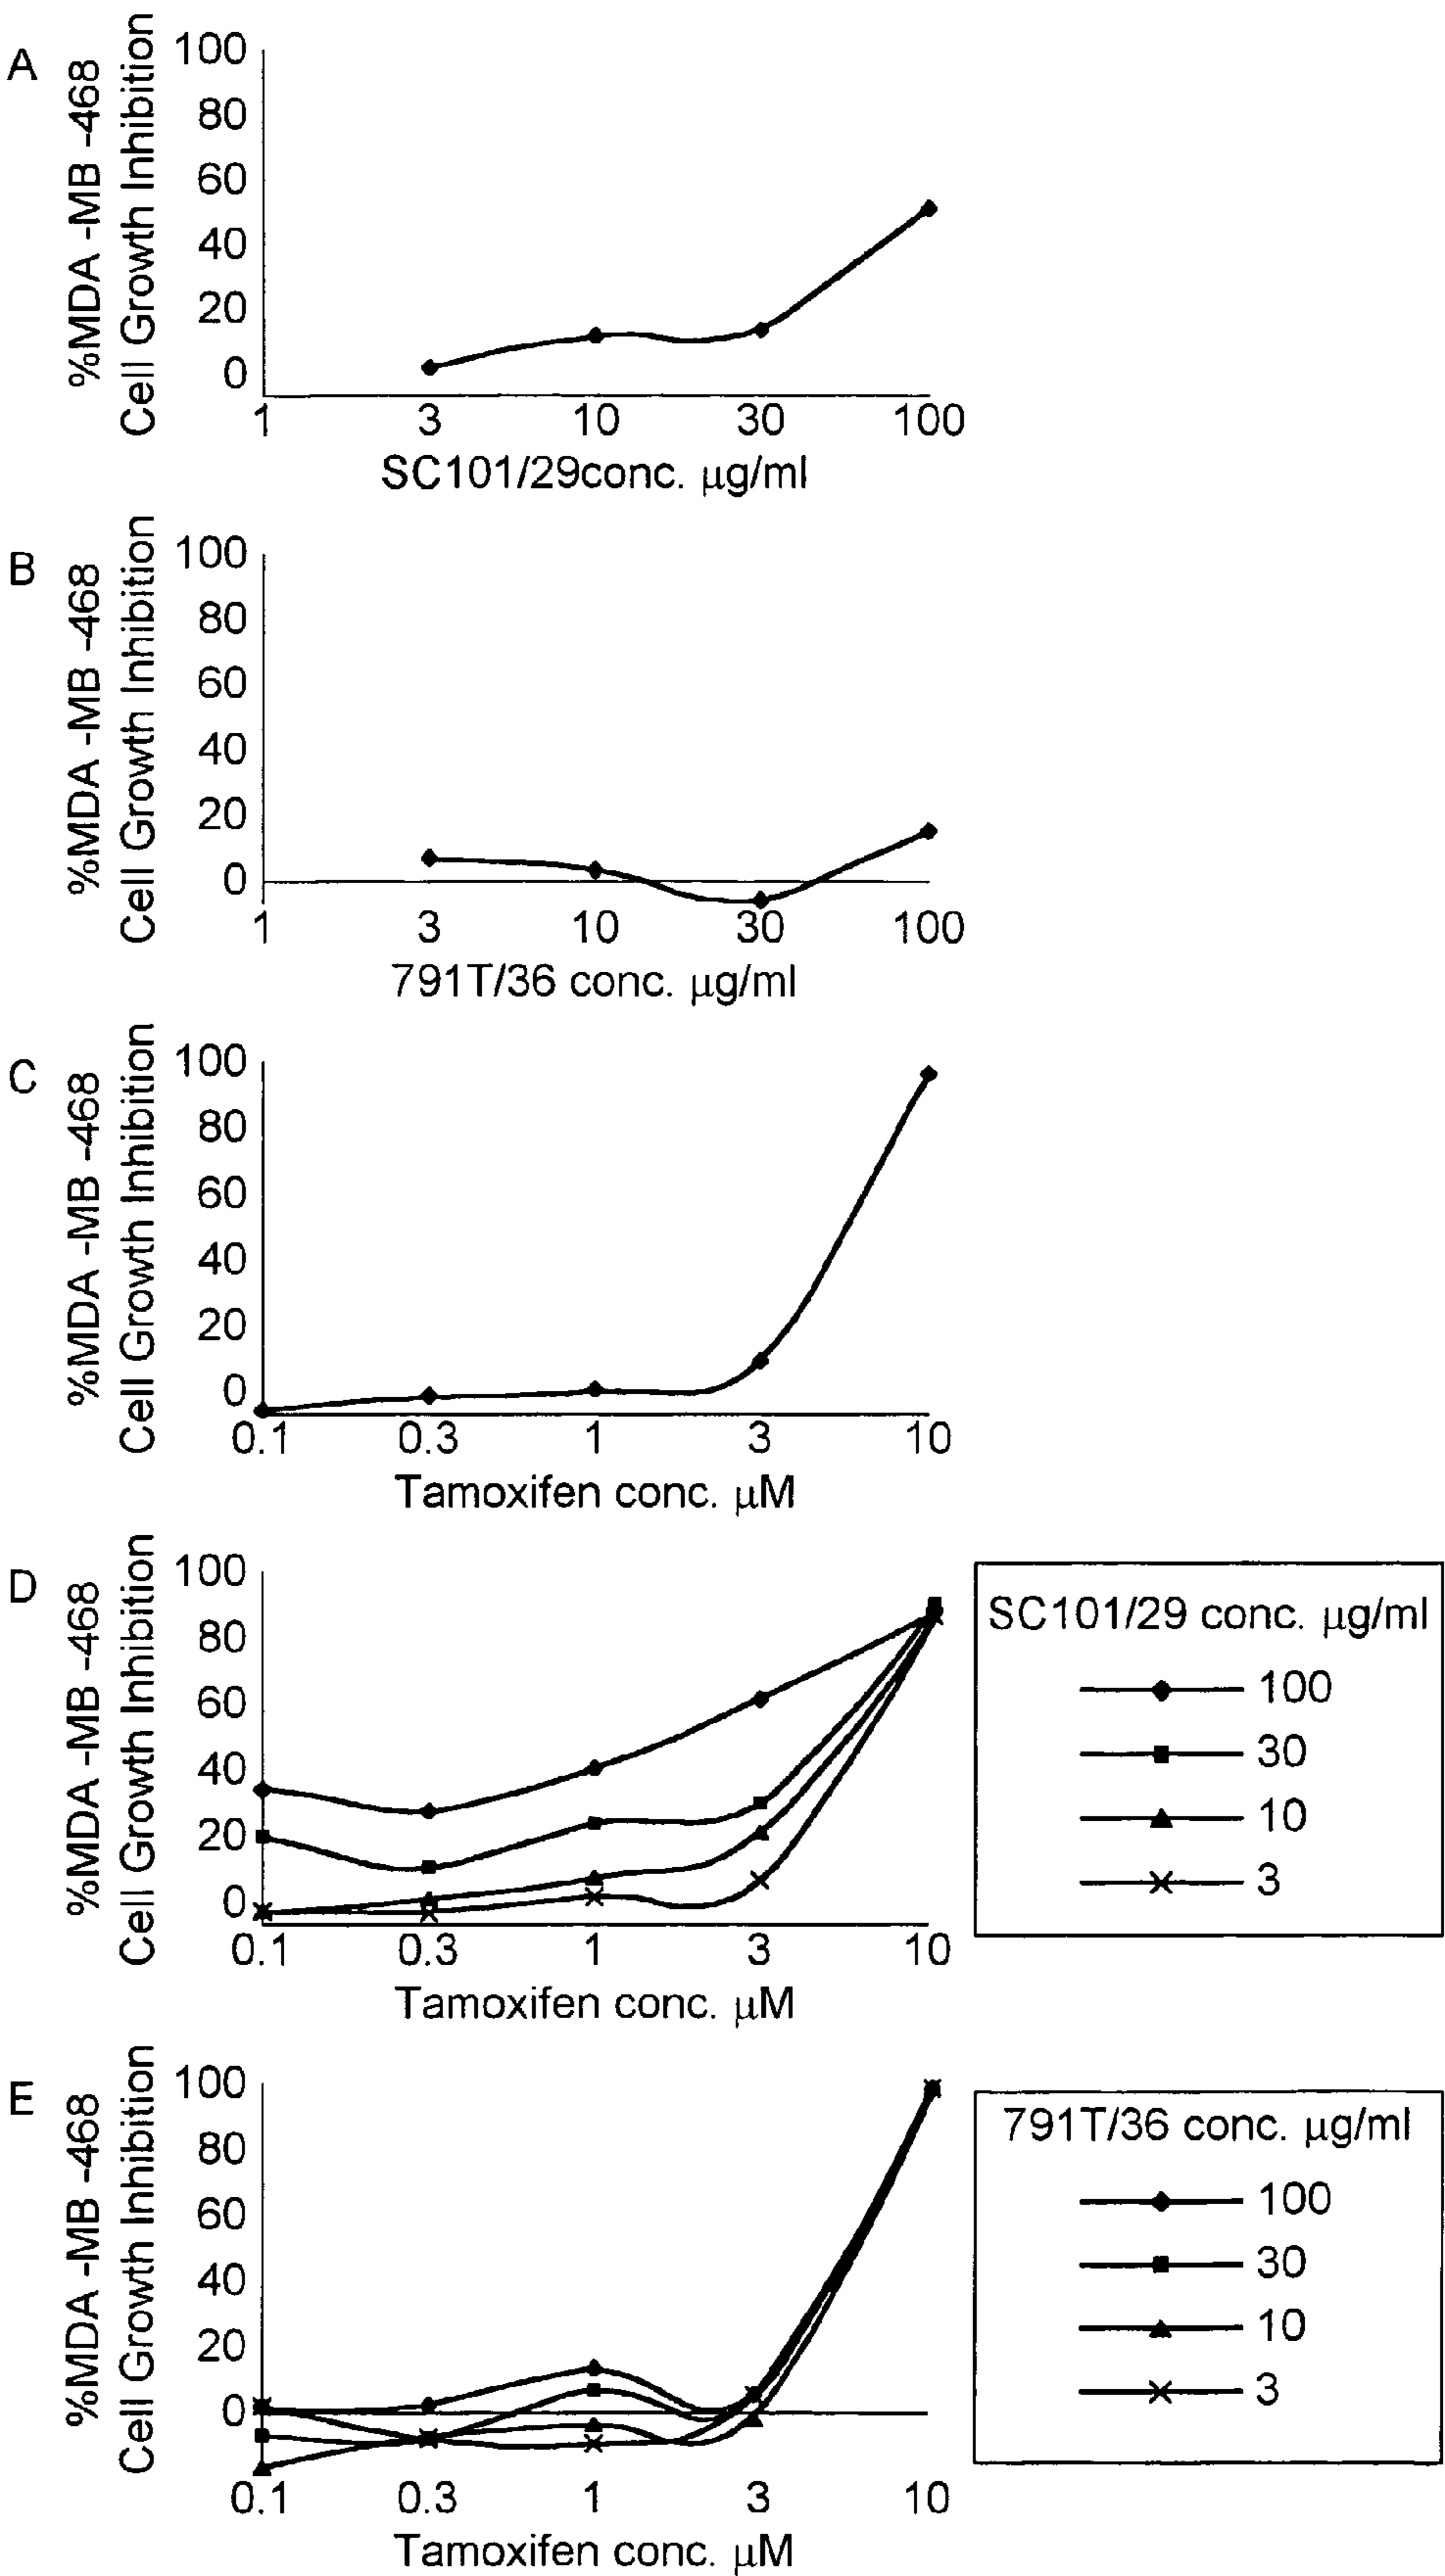 A
%MDA -MB -468
Cell Growth Inhibition
100
80
60
40
20
0
1 3 10 30 100
SC101/29conc. μg/ml
B
%MDA -MB -468
Cell Growth Inhibition
100
80
60
40
20
0
1 3 10 30 100
791T/36 conc. μg/ml
C
%MDA -MB -468
Cell Growth Inhibition
100
80
60
40
20
0
0.1 0.3 1 3 10
Tamoxifen conc. μM
D
%MDA -MB -468
Cell Growth Inhibition
100
80
60
40
20
0
0.1 0.3 1 3 10
Tamoxifen conc. μM
SC101/29 conc. μg/ml
100
30
10
3
E
%MDA -MB -468
Cell Growth Inhibition
100
80
60
40
20
0
0.1 0.3 1 3 10
Tamoxifen conc. μM
791T/36 conc. μg/ml
100
30
10
3